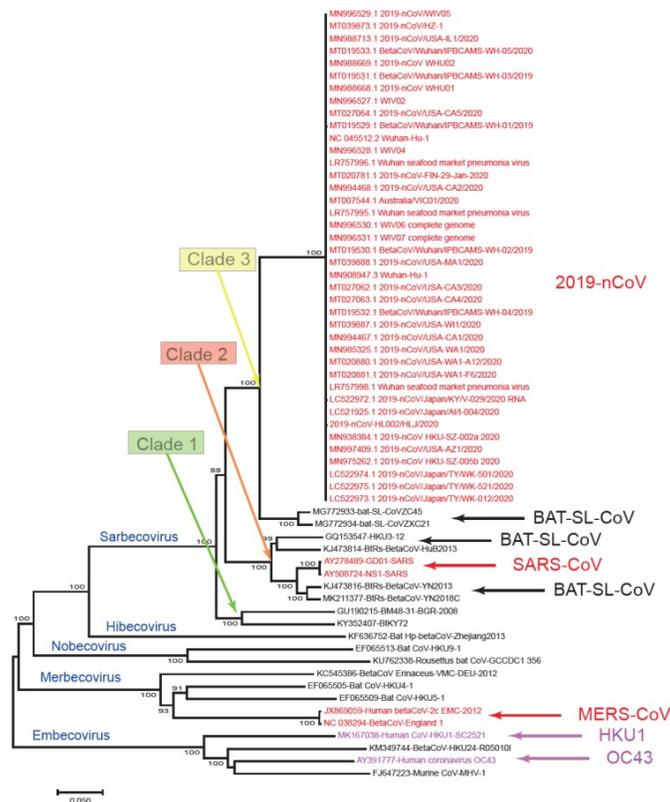 MN996529.1 2019-nCoV/WIV05
MT039873.1 2019-nCoV/HZ-1
MN988713.1 2019-nCoV/USA-IL1/2020
MT019533.1 BetaCoV/Wuhan/IPBCAMS-WH-05/2020
MN988669.1 2019-nCoV WHU02
MT019531.1 BetaCoV/Wuhan/IPBCAMS-WH-03/2019
MN988668.1 2019-nCoV WHU01
MN996527.1 WIV02
MT027064.1 2019-nCoV/USA-CA5/2020
MT019529.1 BetaCoV/Wuhan/IPBCAMS-WH-01/2019
NC 045512.2 Wuhan-Hu-1
MN996528.1 WIV04
LR757996.1 Wuhan seafood market pneumonia virus
MT020781.1 2019-nCoV-FIN-29-Jan-2020
MN994468.1 2019-nCoV/USA-CA2/2020
MT007544.1 Australia/VIC01/2020
LR757995.1 Wuhan seafood market pneumonia virus
MN996530.1 WIV06 complete genome
MN996531.1 WIV07 complete genome
MT019530.1 BetaCoV/Wuhan/IPBCAMS-WH-02/2019
100
MT039888.1 2019-nCoV/USA-MA1/2020
Clade 3
MN908947.3 Wuhan-Hu-1
2019-nCoV
MT027062.1 2019-nCoV/USA-CA3/2020
MT027063.1 2019-nCoV/USA-CA4/2020
MT019532.1 BetaCoV/Wuhan/IPBCAMS-WH-04/2019
MT039887.1 2019-nCoV/USA-WI1/2020
MN994467.1 2019-nCoV/USA-CA1/2020
MN985325.1 2019-nCoV/USA-WA1/2020
Clade 2
MT020880.1 2019-nCoV/USA-WA1-A12/2020
MT020881.1 2019-nCoV/USA-WA1-F6/2020
100
LR757998.1 Wuhan seafood market pneumonia virus
LC522972.1 2019-nCoV/Japan/KY/V-029/2020 RNA
LC521925.1 2019-nCoV/Japan/AI/I-004/2020
2019-nCoV-HL002/HLJ/2020
Clade 1
MN938384.1 2019-nCoV HKU-SZ-002a 2020
MN997409.1 2019-nCoV/USA-AZ1/2020
MN975262.1 2019-nCoV HKU-SZ-005b 2020
88
LC522974.1 2019-nCoV/Japan/TY/WK-501/2020
LC522975.1 2019-nCoV/Japan/TY/WK-521/2020
LC522973.1 2019-nCoV/Japan/TY/WK-012/2020
MG772933-bat-SL-CoVZC45
BAT-SL-CoV
100
MG772934-bat-SL-CoVZXC21
Sarbecovirus
100
99
GQ153547-HKU3-12
BAT-SL-CoV
KJ473814-BtRs-BetaCoV-HuB2013
100
100
AY278489-GD01-SARS
SARS-CoV
AY508724-NS1-SARS
100
KJ473816-BtRs-BetaCoV-YN2013
BAT-SL-CoV
100
MK211377-BtRs-BetaCoV-YN2018C
GU190215-BM48-31-BGR-2008
100
KY352407-BtKY72
Hibecovirus
100
KF636752-Bat Hp-betaCoV-Zhejiang2013
Nobecovirus
EF065513-Bat CoV-HKU9-1
100
KU762338-Rousettus bat CoV-GCCDC1 356
Merbecovirus
KC545386-BetaCoV Erinaceus-VMC-DEU-2012
100
91
EF065505-Bat CoV-HKU4-1
EF065509-Bat CoV-HKU5-1
93
JX869059-Human betaCoV-2c EMC-2012
MERS-CoV
100
NC 038294-BetaCoV-England 1
Embecovirus
MK167038-Human CoV-HKU1-SC2521
HKU1
100
KM349744-BetaCoV-HKU24-R05010I
100
AY391777-Human coronavirus OC43
OC43
100
FJ647223-Murine CoV-MHV-1
0.050